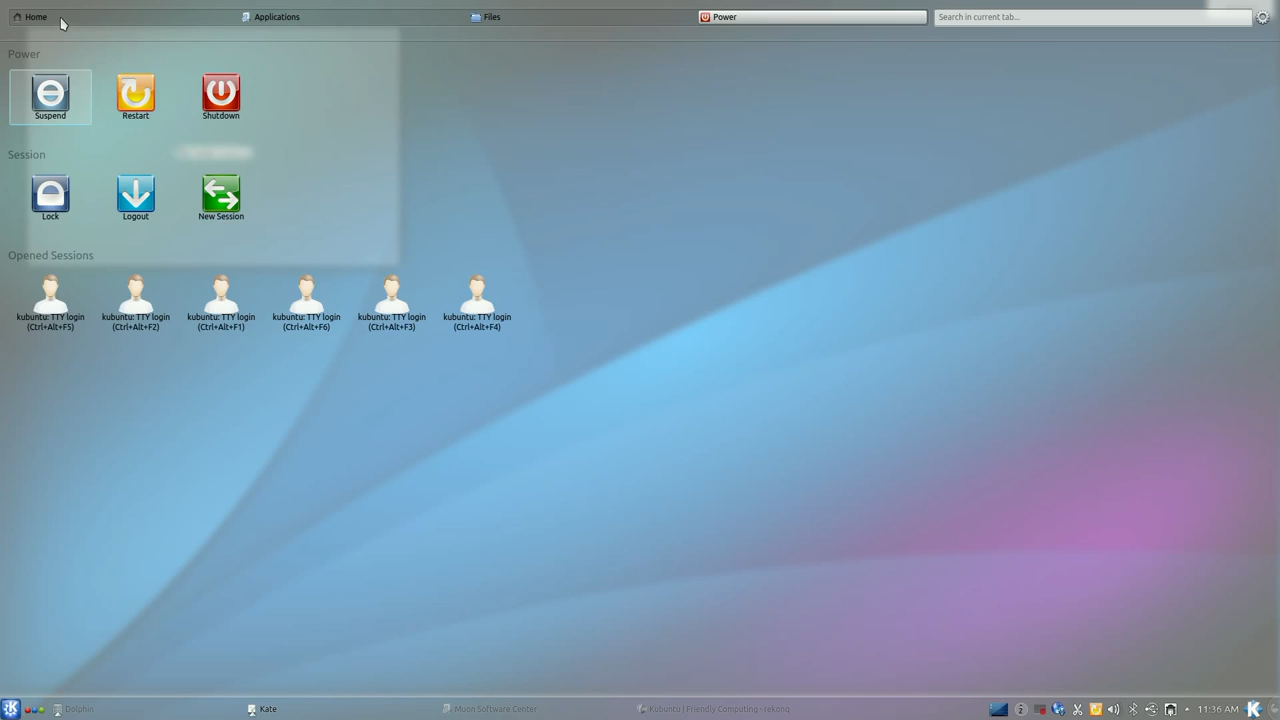 Home
Applications
Files
Power
Search in current tab...
Power
Suspend
Restart
Shutdown
Session
Lock
Logout
New Session
Opened Sessions
kubuntu: TTY login
(Ctrl+Alt+F5)
kubuntu: TTY login
(Ctrl+Alt+F2)
kubuntu: TTY login
(Ctrl+Alt+F1)
kubuntu: TTY login
(Ctrl+Alt+F6)
kubuntu: TTY login
(Ctrl+Alt+F3)
kubuntu: TTY login
(Ctrl+Alt+F4)
Dolphin
Kate
Muon Software Center
Kubuntu | Friendly Computing - rekonq
11:36 AM